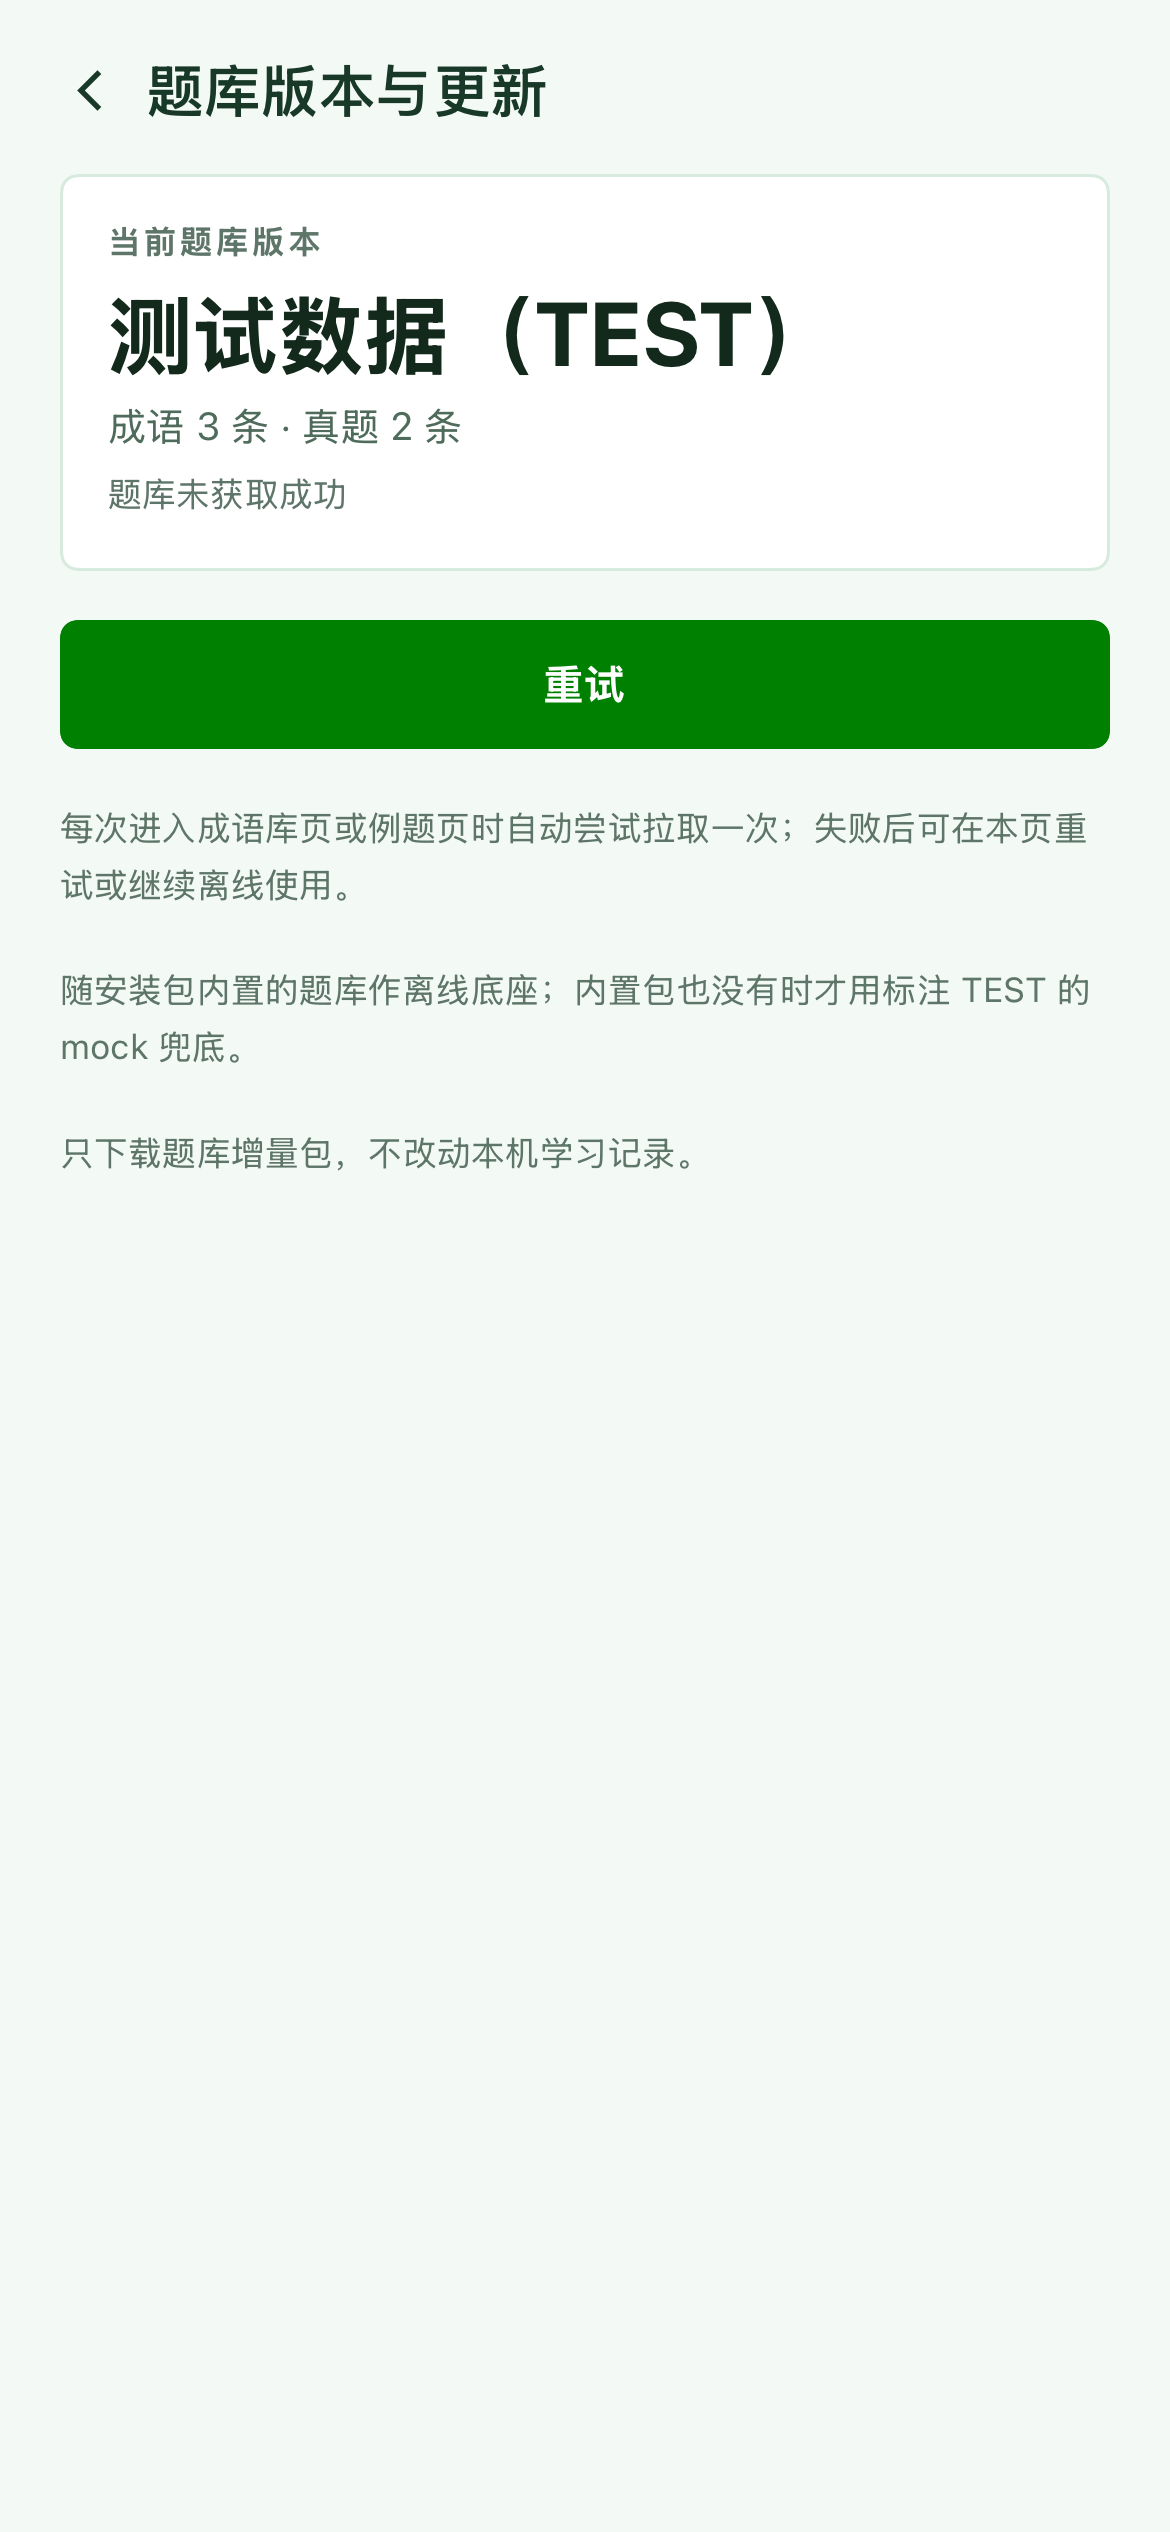 题库版本与更新
当前题库版本
测试数据（TEST）
成语 3 条 · 真题 2 条
题库未获取成功
重试
每次进入成语库页或例题页时自动尝试拉取一次；失败后可在本页重
试或继续离线使用。
随安装包内置的题库作离线底座；内置包也没有时才用标注 TEST 的
mock 兜底。
只下载题库增量包，不改动本机学习记录。